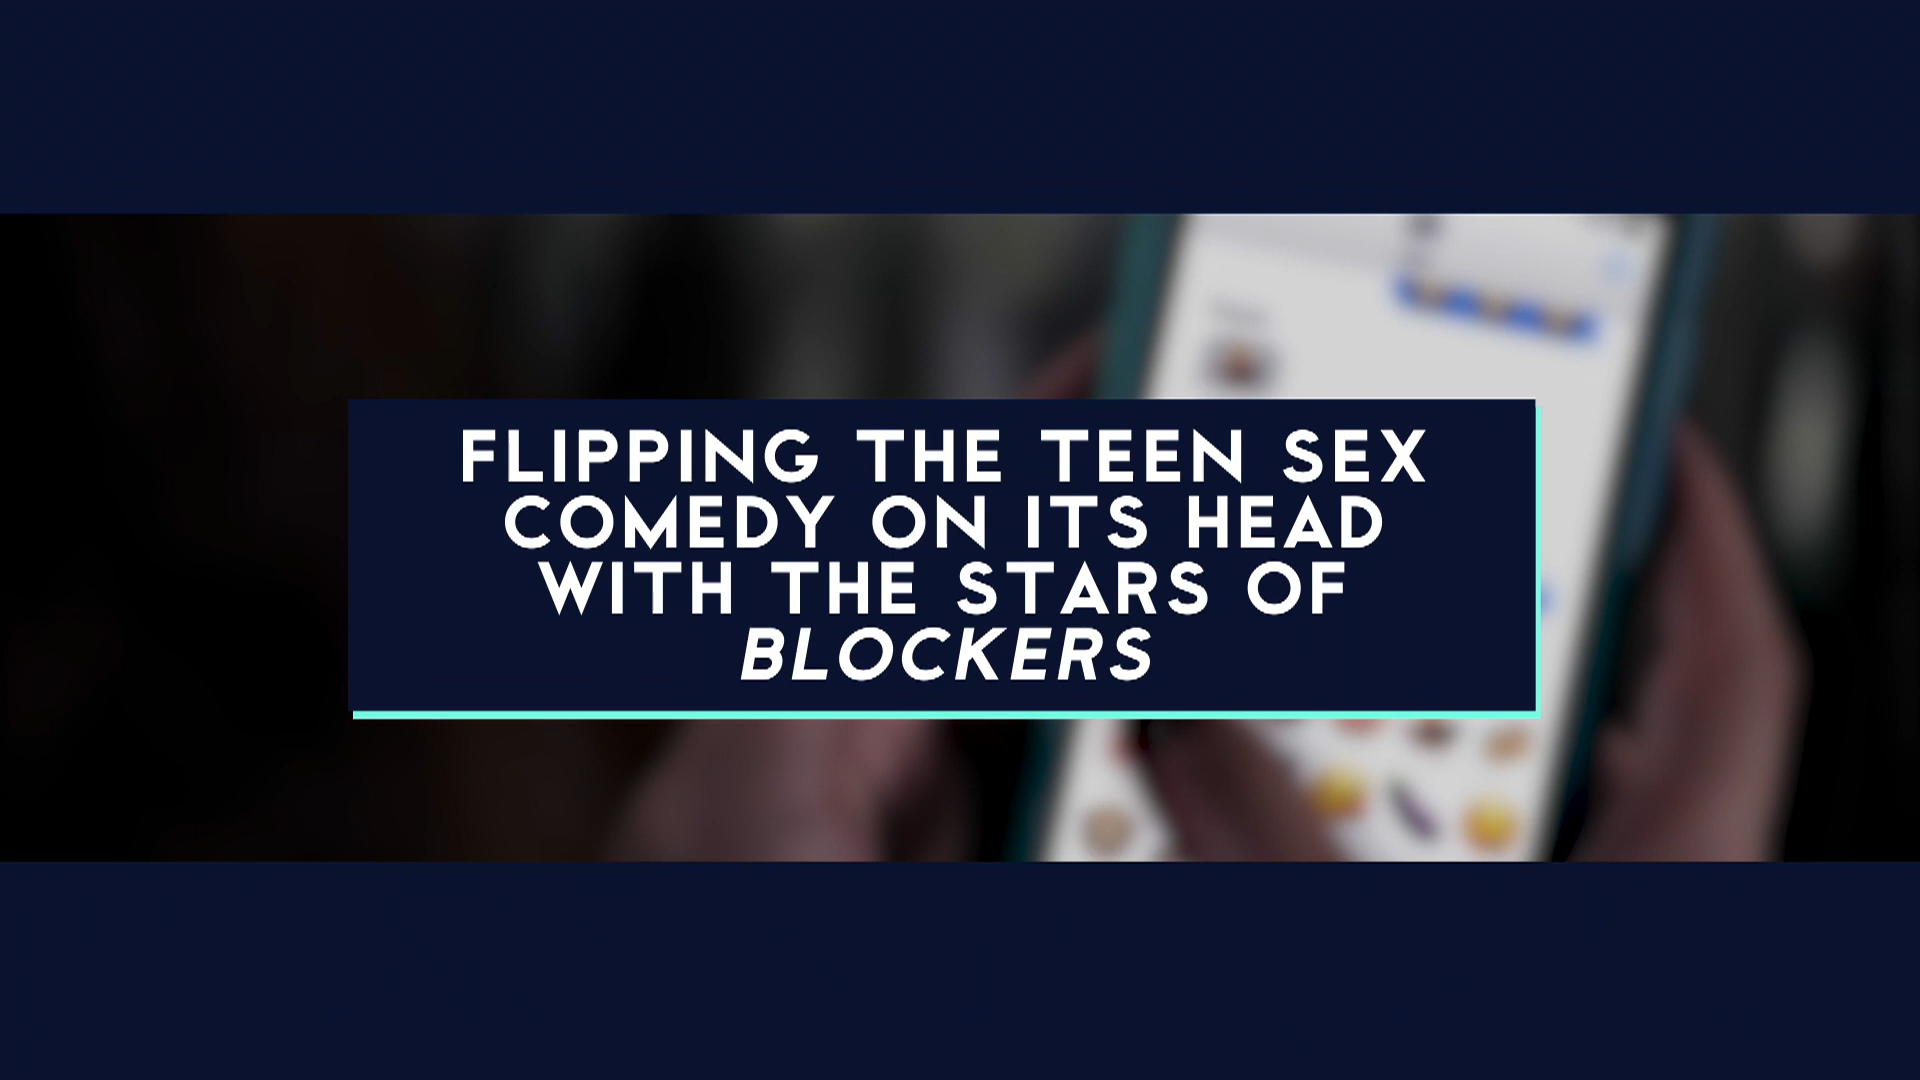 FLIPPING THE TEEN SEX
COMEDY ON ITS HEAD
WITH THE STARS OF
BLOCKERS